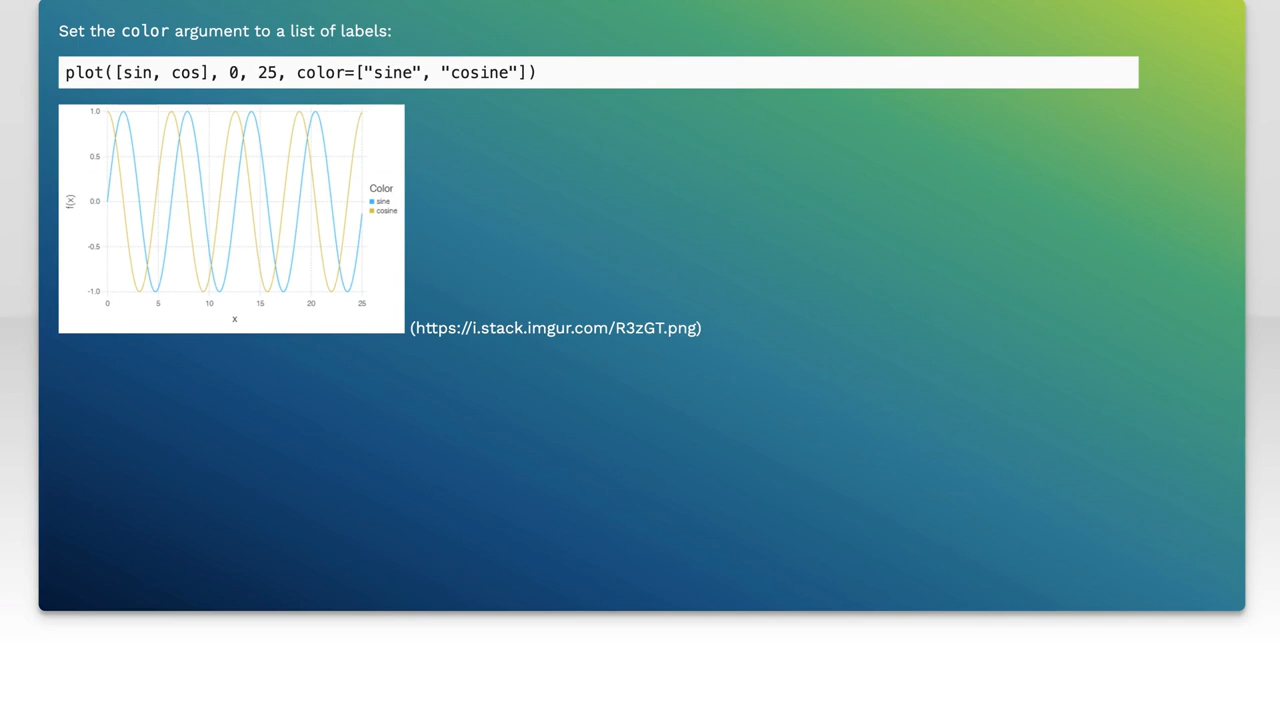 Set the color argument to a list of labels:
plot([sin, cos], 0, 25, color=["sine", "cosine"])
1.0
0.5
0.0
-0.5
-1.0
f(x)
0 5 10 15 20 25
x
Color
sine
cosine
(https://i.stack.imgur.com/R3zGT.png)